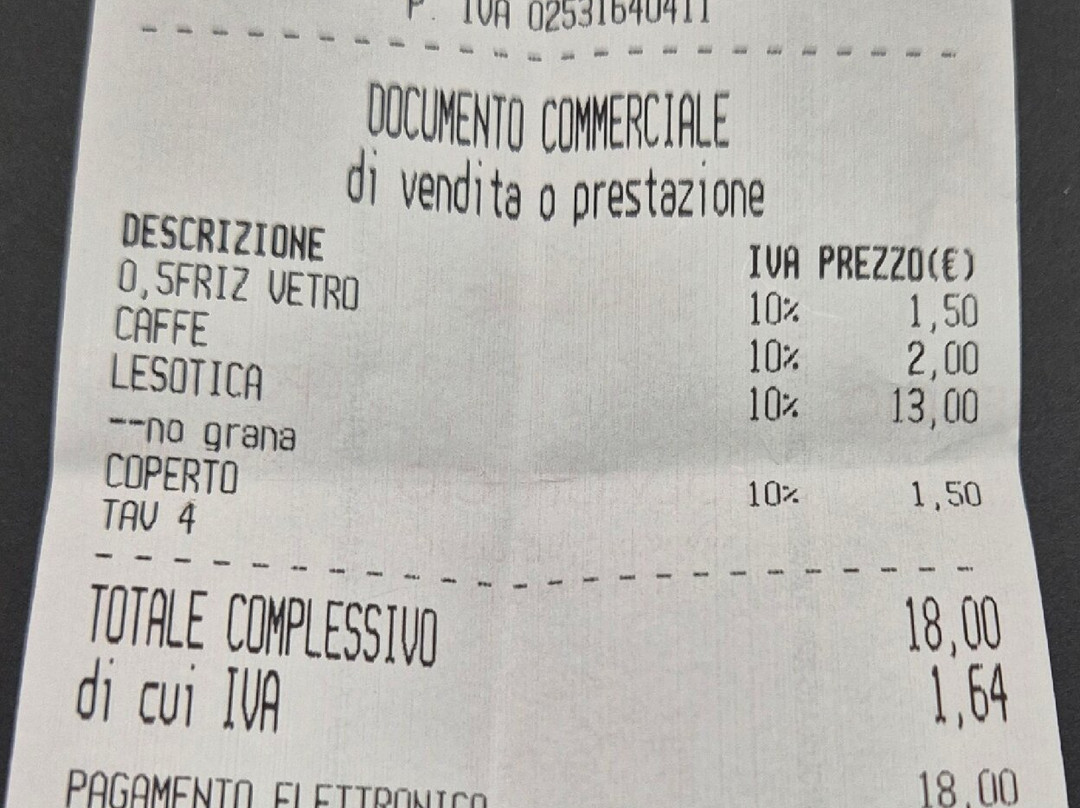 P. IVA 02531640411
DOCUMENTO COMMERCIALE
di vendita o prestazione
DESCRIZIONE IVA PREZZO(€)
0,5FRIZ VETRO 10% 1,50
CAFFE 10% 2,00
LESOTICA 10% 13,00
--no grana
COPERTO 10% 1,50
TAV 4
TOTALE COMPLESSIVO 18,00
di cui IVA 1,64
PAGAMENTO ELETTRONICO 18,00